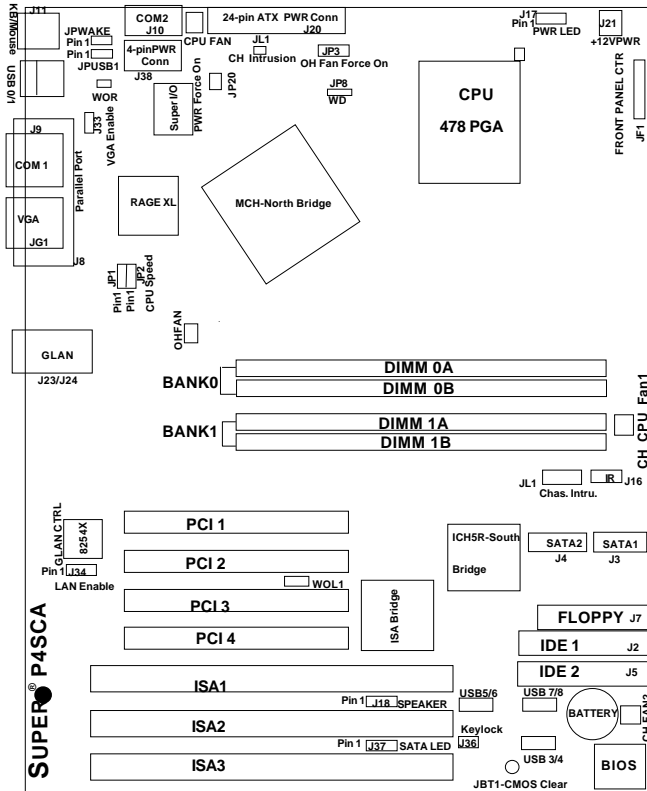 KB/Mouse
J11
JPWAKE
Pin 1
Pin 1
JPUSB1
USB 0/1
WOR
J33
VGA Enable
COM2
J10
CPU FAN
4-pinPWR
Conn
J38
Super I/O
PWR Force On
JP20
24-pin ATX PWR Conn
J20
JL1
CH Intrusion
JP3
OH Fan Force On
JP8
WD
J17
Pin 1
PWR LED
J21
+12VPWR
CPU
478 PGA
FRONT PANEL CTR
JF1
J9
COM 1
Parallel Port
VGA
JG1
J8
RAGE XL
MCH-North Bridge
JP1
JP2
Pin1
Pin1
CPU Speed
OHFAN
GLAN
J23/J24
BANK0
DIMM 0A
DIMM 0B
BANK1
DIMM 1A
DIMM 1B
CH CPU Fan1
JL1
Chas. Intru.
IR
J16
GLAN CTRL
8254X
Pin 1
J34
LAN Enable
PCI 1
PCI 2
WOL1
PCI 3
PCI 4
ISA Bridge
ICH5R-South
Bridge
SATA2
J4
SATA1
J3
FLOPPY J7
IDE 1 J2
IDE 2 J5
SUPER® P4SCA
ISA1
Pin 1
J18
SPEAKER
USB5/6
USB 7/8
BATTERY
CH FAN2
ISA2
Keylock
J36
Pin 1
J37
SATA LED
USB 3/4
BIOS
ISA3
JBT1-CMOS Clear